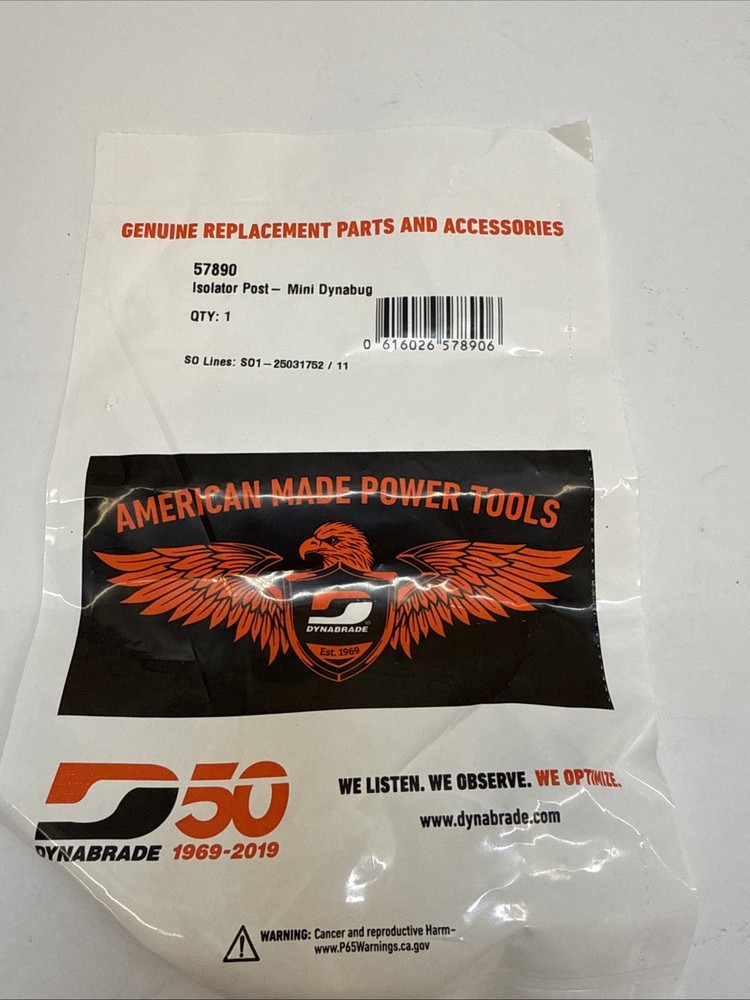 GENUINE REPLACEMENT PARTS AND ACCESSORIES
57890
Isolator Post – Mini Dynabug
QTY: 1
0 616026 578906
SO Lines: SO1–25031752 / 11
AMERICAN MADE POWER TOOLS
DYNABRADE®
Est. 1969
50
DYNABRADE 1969-2019
WE LISTEN. WE OBSERVE. WE OPTIMIZE.
www.dynabrade.com
WARNING: Cancer and reproductive Harm-
www.P65Warnings.ca.gov